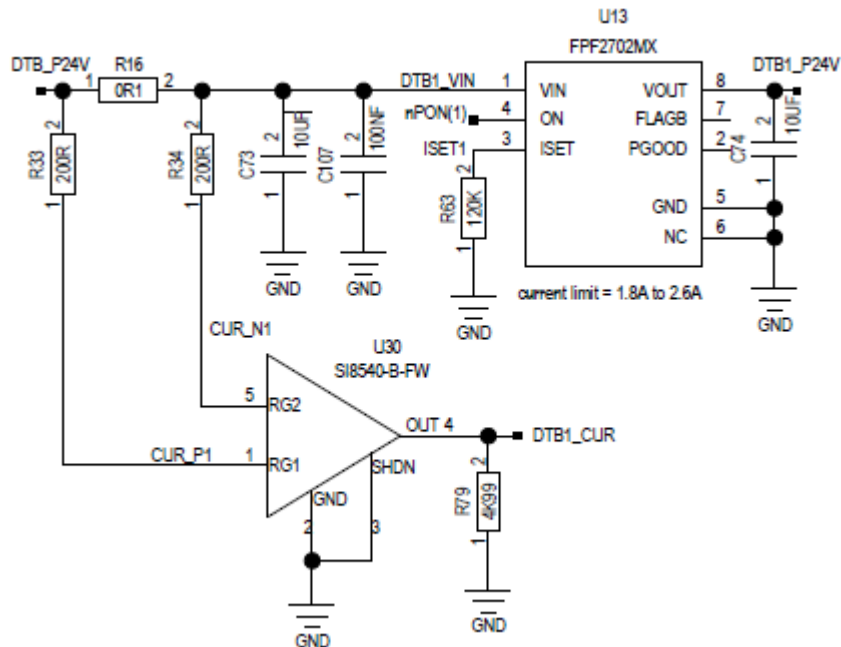 U13
FPF2702MX
DTB_P24V
1
R16
2
0R1
DTB1_VIN
1
VIN
VOUT
8
DTB1_P24V
nPON(1)
4
ON
FLAGB
7
ISET1
3
ISET
PGOOD
2
2
R33
200R
1
2
R34
200R
1
2
10UF
C73
1
2
100NF
C107
1
2
R63
120K
1
2
10UF
C74
1
GND
5
NC
6
GND
GND
GND
GND
current limit = 1.8A to 2.6A
CUR_N1
U30
SI8540-B-FW
5
RG2
OUT 4
DTB1_CUR
CUR_P1
1
RG1
SHDN
GND
2
3
2
R79
4K99
1
GND
GND